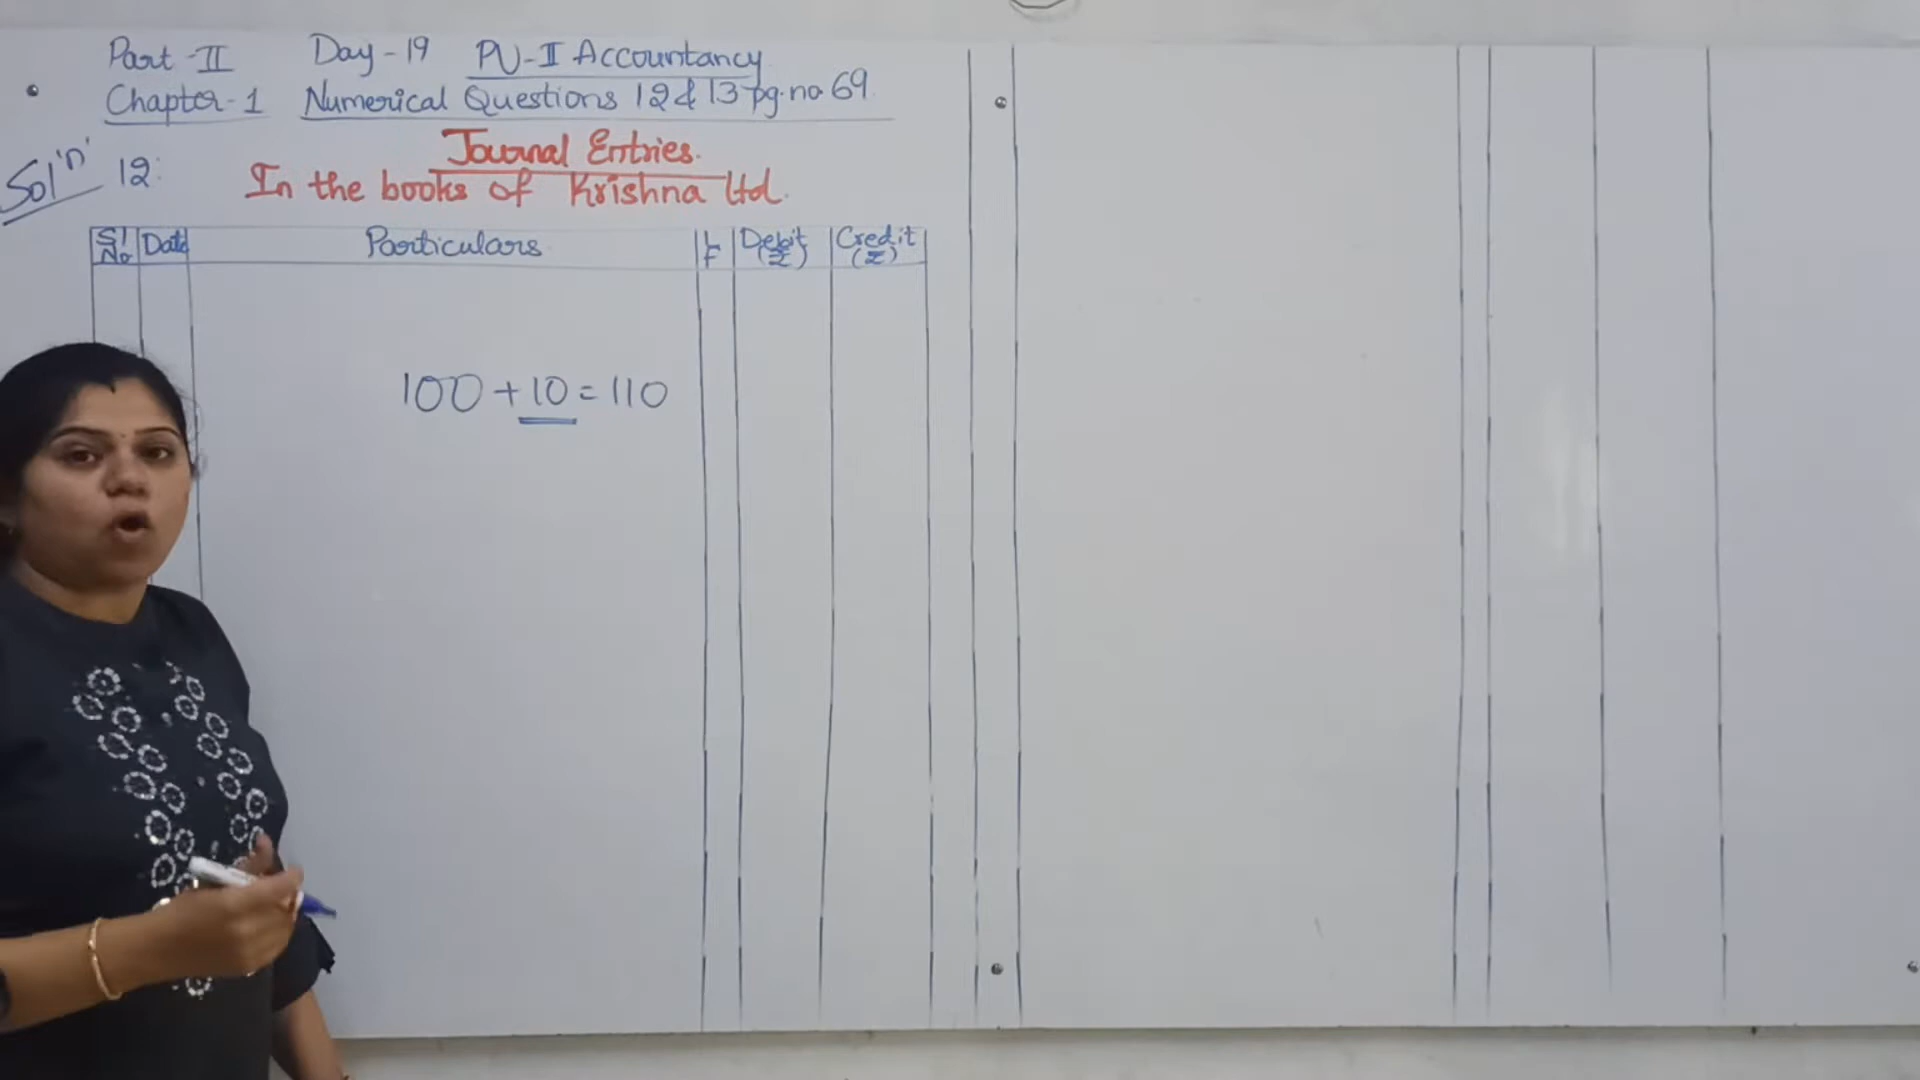 Part-II Day-19 PU-II Accountancy
Chapter-1 Numerical Questions 12 & 13 pg.no.69
Sol'n' 12:
Journal Entries.
In the books of Krishna Ltd.
Sl No Date Particulars L F Debit (₹) Credit (₹)
100 + 10 = 110